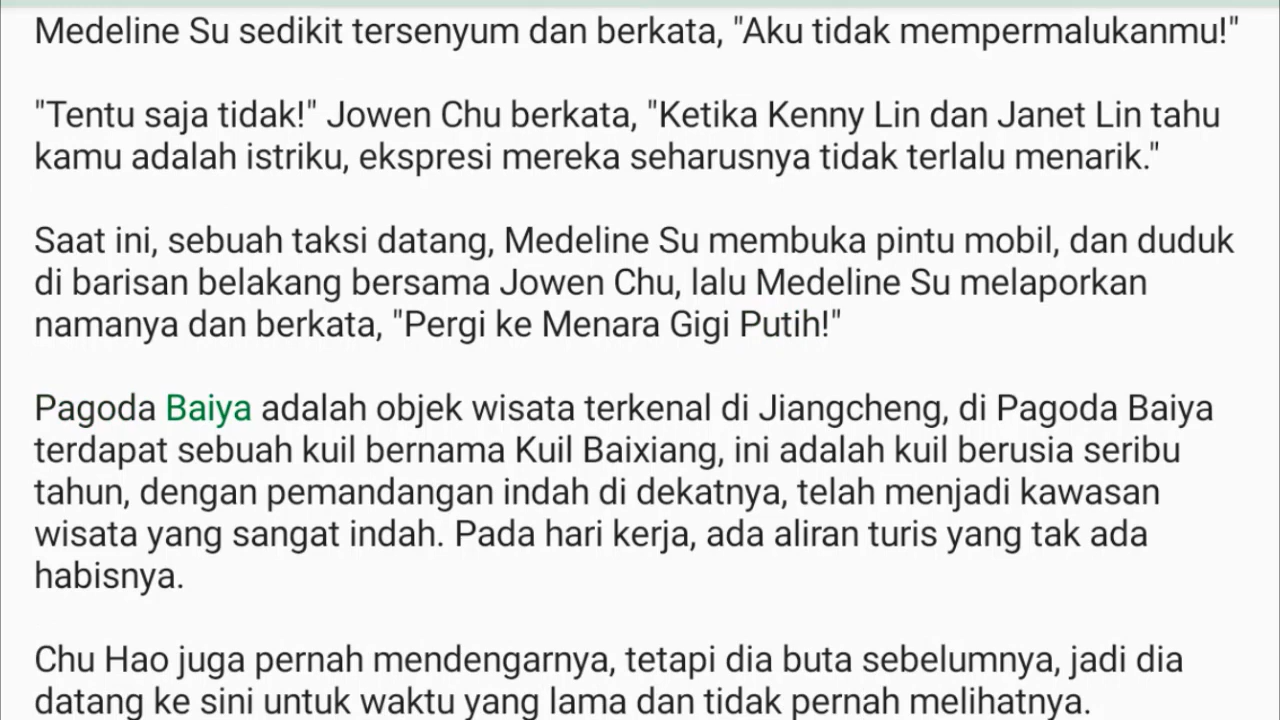 Medeline Su sedikit tersenyum dan berkata, "Aku tidak mempermalukanmu!"
"Tentu saja tidak!" Jowen Chu berkata, "Ketika Kenny Lin dan Janet Lin tahu
kamu adalah istriku, ekspresi mereka seharusnya tidak terlalu menarik."
Saat ini, sebuah taksi datang, Medeline Su membuka pintu mobil, dan duduk
di barisan belakang bersama Jowen Chu, lalu Medeline Su melaporkan
namanya dan berkata, "Pergi ke Menara Gigi Putih!"
Pagoda Baiya adalah objek wisata terkenal di Jiangcheng, di Pagoda Baiya
terdapat sebuah kuil bernama Kuil Baixiang, ini adalah kuil berusia seribu
tahun, dengan pemandangan indah di dekatnya, telah menjadi kawasan
wisata yang sangat indah. Pada hari kerja, ada aliran turis yang tak ada
habisnya.
Chu Hao juga pernah mendengarnya, tetapi dia buta sebelumnya, jadi dia
datang ke sini untuk waktu yang lama dan tidak pernah melihatnya.